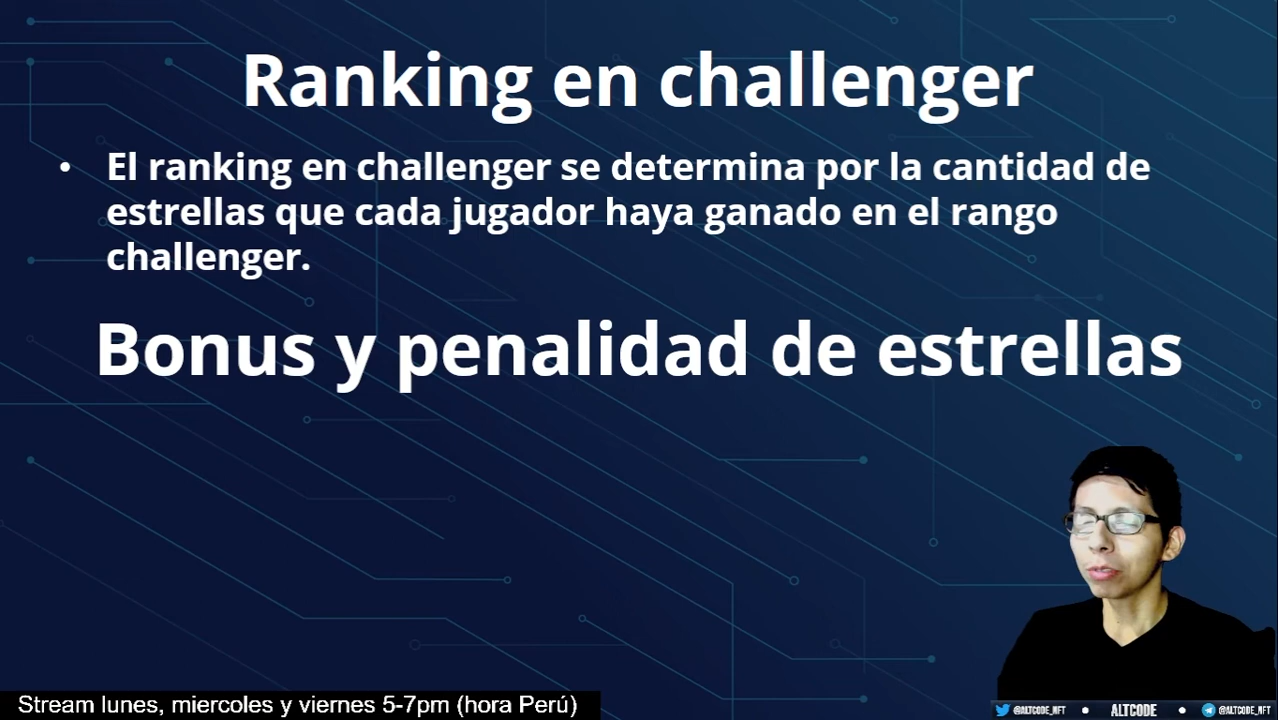 Ranking en challenger
• El ranking en challenger se determina por la cantidad de
estrellas que cada jugador haya ganado en el rango
challenger.
Bonus y penalidad de estrellas
Stream lunes, miercoles y viernes 5-7pm (hora Perú)
@ALTCODE_NFT • ALTCODE • @ALTCODE_NFT